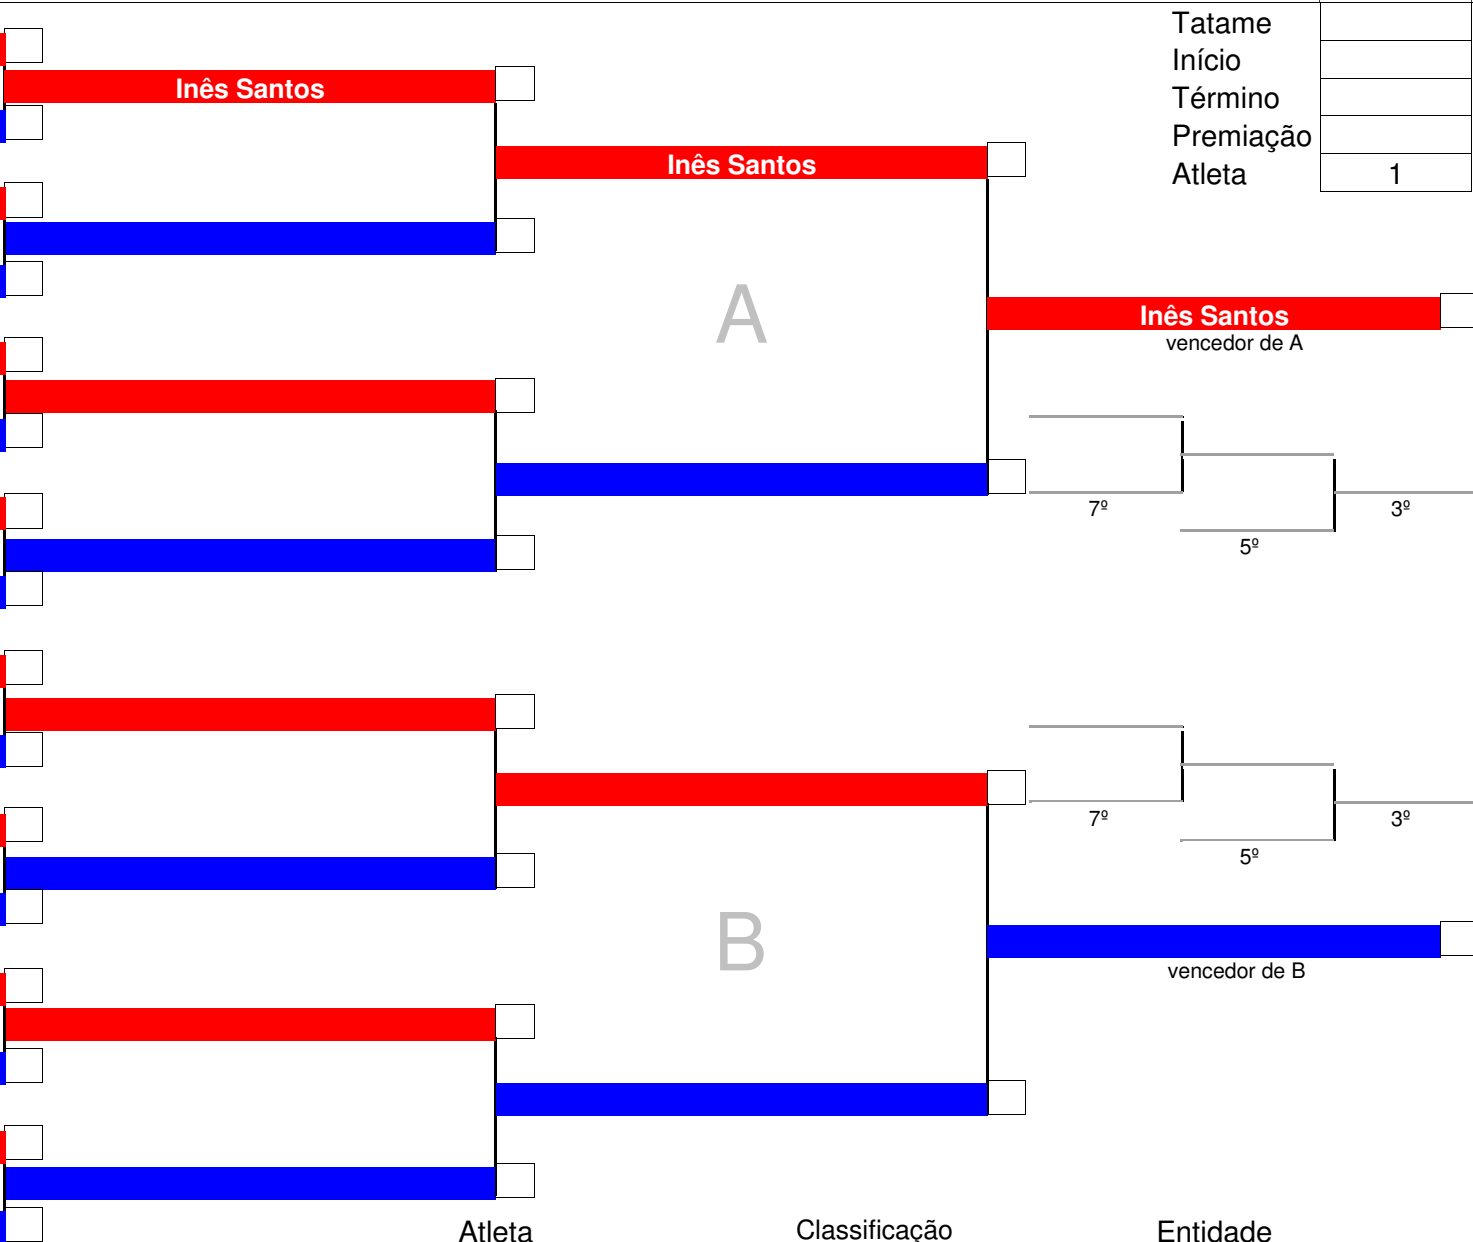 Tatame
Início
Término
Premiação
Atleta 1
Inês Santos
Inês Santos
A
Inês Santos
vencedor de A
7º
3º
5º
7º
3º
5º
B
vencedor de B
Atleta Classificação Entidade